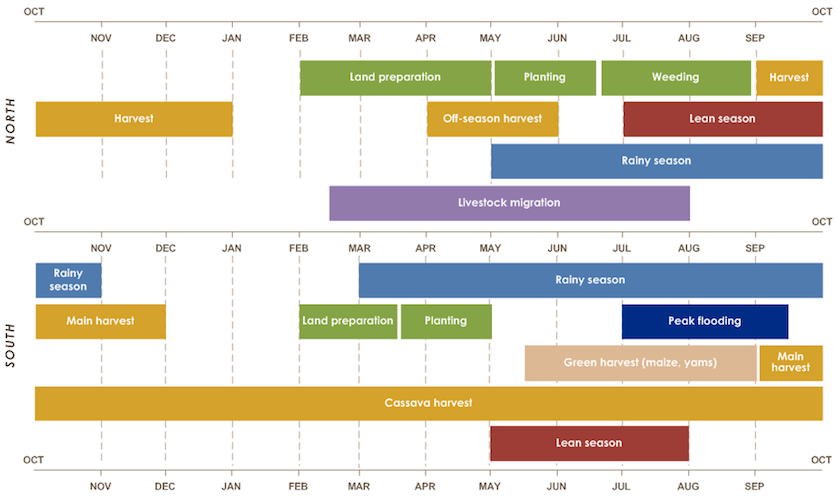 OCT OCT
NOV DEC JAN FEB MAR APR MAY JUN JUL AUG SEP
NORTH
Land preparation Planting Weeding Harvest
Harvest Off-season harvest Lean season
Rainy season
Livestock migration
OCT OCT
NOV DEC JAN FEB MAR APR MAY JUN JUL AUG SEP
SOUTH
Rainy
season
Rainy season
Main harvest Land preparation Planting Peak flooding
Green harvest (maize, yams)
Main
harvest
Cassava harvest
Lean season
OCT OCT
NOV DEC JAN FEB MAR APR MAY JUN JUL AUG SEP